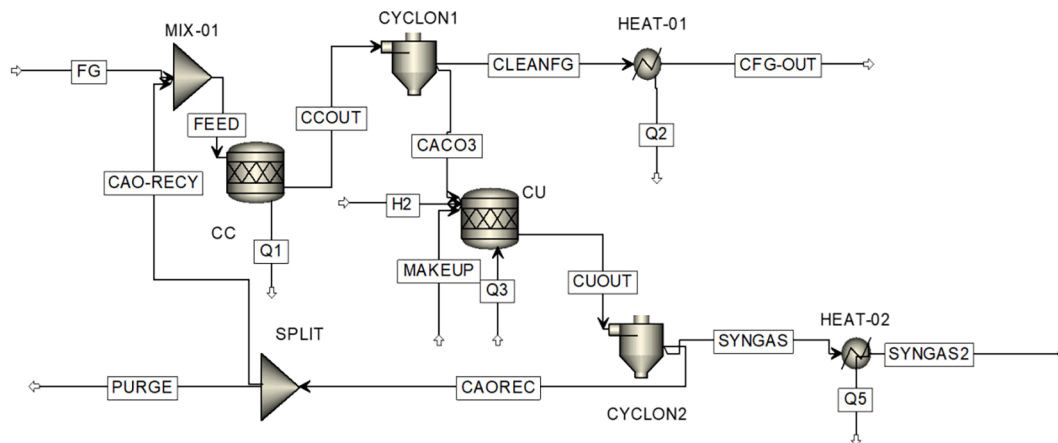 CYCLON1
HEAT-01
MIX-01
FG
CLEANFG
CFG-OUT
CCOUT
FEED
CACO3
Q2
CAO-RECY
CU
H2
CC
Q1
MAKEUP
Q3
CUOUT
SPLIT
HEAT-02
SYNGAS
SYNGAS2
PURGE
CAOREC
Q5
CYCLON2